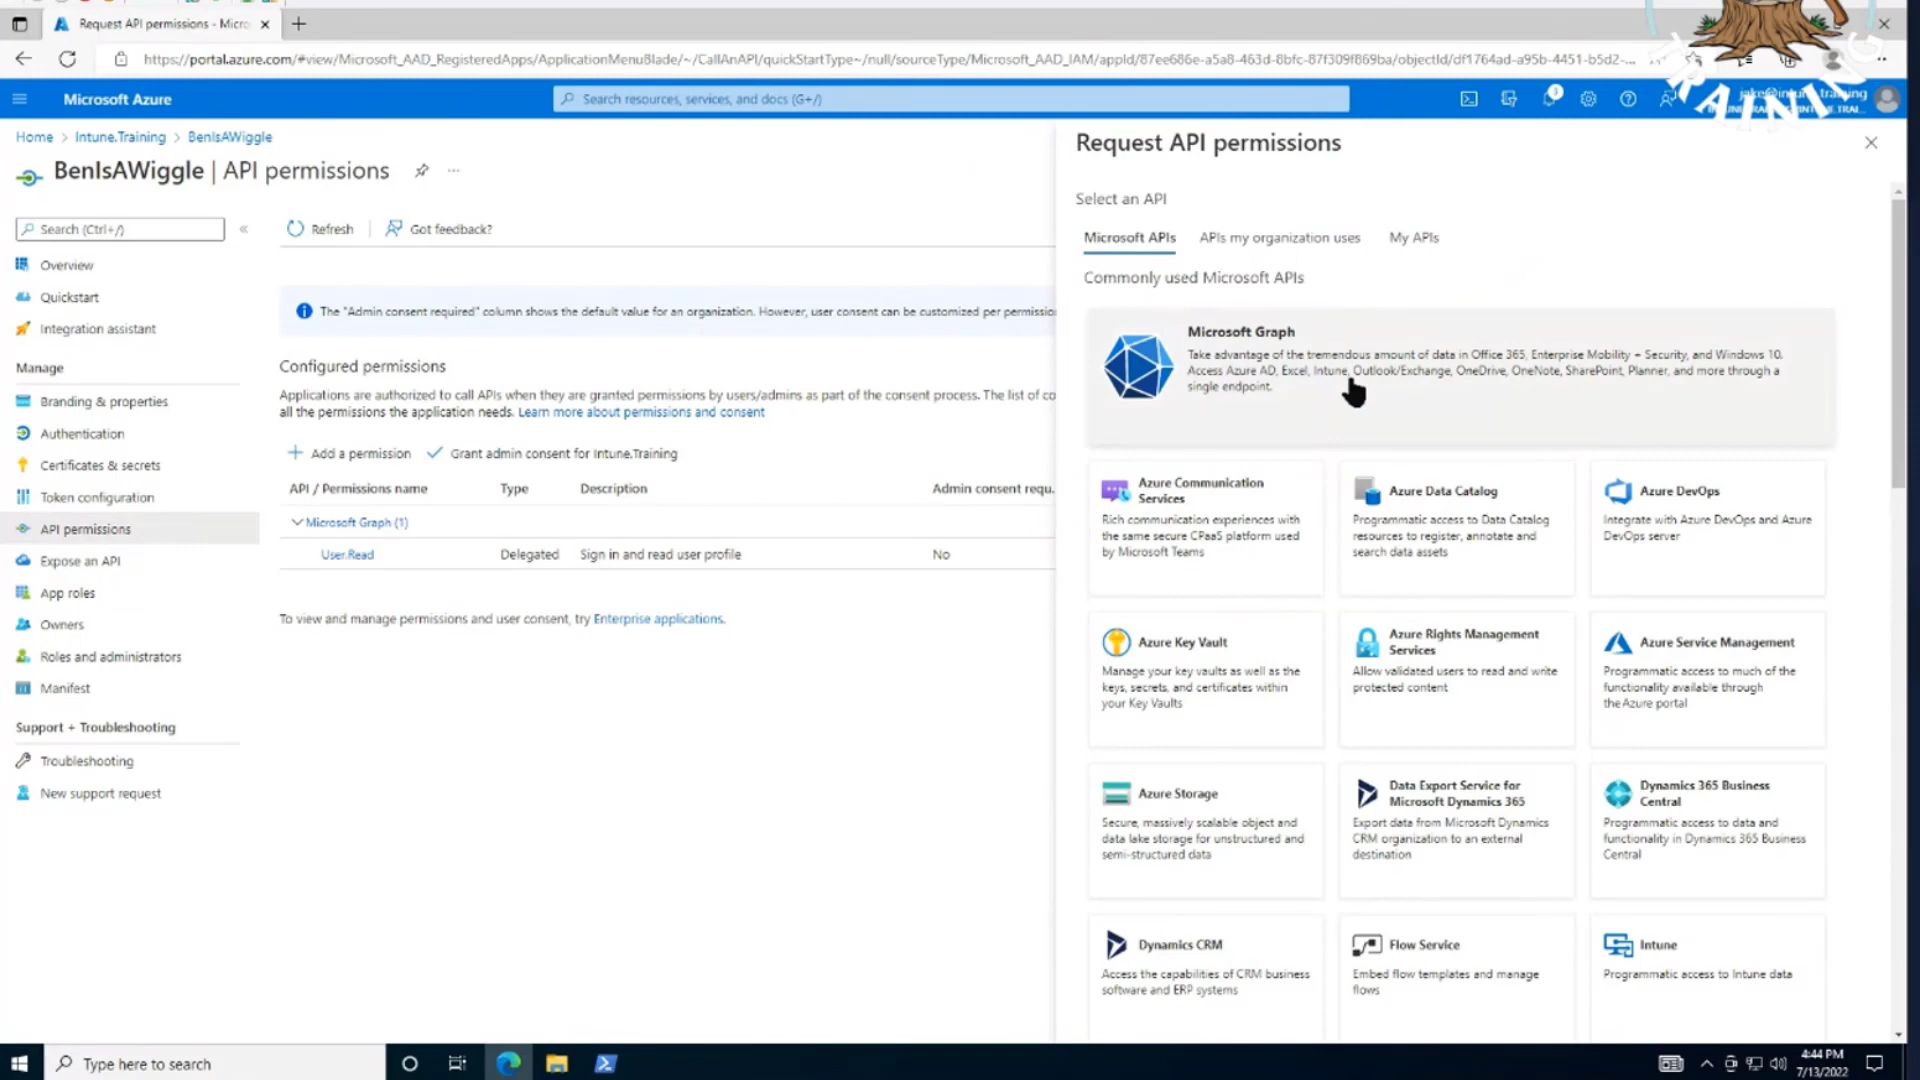 Request API permissions - Micro
https://portal.azure.com/#view/Microsoft_AAD_RegisteredApps/ApplicationMenuBlade/~/CallAnAPI/quickStartType~/null/sourceType/Microsoft_AAD_IAM/appId/87ee686e-a5a8-463d-8bfc-87f309f869ba/objectId/df1764ad-a95b-4451-b5d2-...
TRAINING
Microsoft Azure
Search resources, services, and docs (G+/)
3
jake@intune.training
Home > Intune.Training > BenIsAWiggle
BenIsAWiggle | API permissions
Search (Ctrl+/)
Overview
Quickstart
Integration assistant
Manage
Branding & properties
Authentication
Certificates & secrets
Token configuration
API permissions
Expose an API
App roles
Owners
Roles and administrators
Manifest
Support + Troubleshooting
Troubleshooting
New support request
Refresh
Got feedback?
The "Admin consent required" column shows the default value for an organization. However, user consent can be customized per permissio
Configured permissions
Applications are authorized to call APIs when they are granted permissions by users/admins as part of the consent process. The list of co
all the permissions the application needs. Learn more about permissions and consent
Add a permission
Grant admin consent for Intune.Training
API / Permissions name Type Description Admin consent requ.
Microsoft Graph (1)
User.Read Delegated Sign in and read user profile No
To view and manage permissions and user consent, try Enterprise applications.
Request API permissions
Select an API
Microsoft APIs APIs my organization uses My APIs
Commonly used Microsoft APIs
Microsoft Graph
Take advantage of the tremendous amount of data in Office 365, Enterprise Mobility + Security, and Windows 10.
Access Azure AD, Excel, Intune, Outlook/Exchange, OneDrive, OneNote, SharePoint, Planner, and more through a
single endpoint.
Azure Communication
Services
Rich communication experiences with
the same secure CPaaS platform used
by Microsoft Teams
Azure Data Catalog
Programmatic access to Data Catalog
resources to register, annotate and
search data assets
Azure DevOps
Integrate with Azure DevOps and Azure
DevOps server
Azure Key Vault
Manage your key vaults as well as the
keys, secrets, and certificates within
your Key Vaults
Azure Rights Management
Services
Allow validated users to read and write
protected content
Azure Service Management
Programmatic access to much of the
functionality available through
the Azure portal
Azure Storage
Secure, massively scalable object and
data lake storage for unstructured and
semi-structured data
Data Export Service for
Microsoft Dynamics 365
Export data from Microsoft Dynamics
CRM organization to an external
destination
Dynamics 365 Business
Central
Programmatic access to data and
functionality in Dynamics 365 Business
Central
Dynamics CRM
Access the capabilities of CRM business
software and ERP systems
Flow Service
Embed flow templates and manage
flows
Intune
Programmatic access to Intune data
Type here to search
4:44 PM
7/13/2022